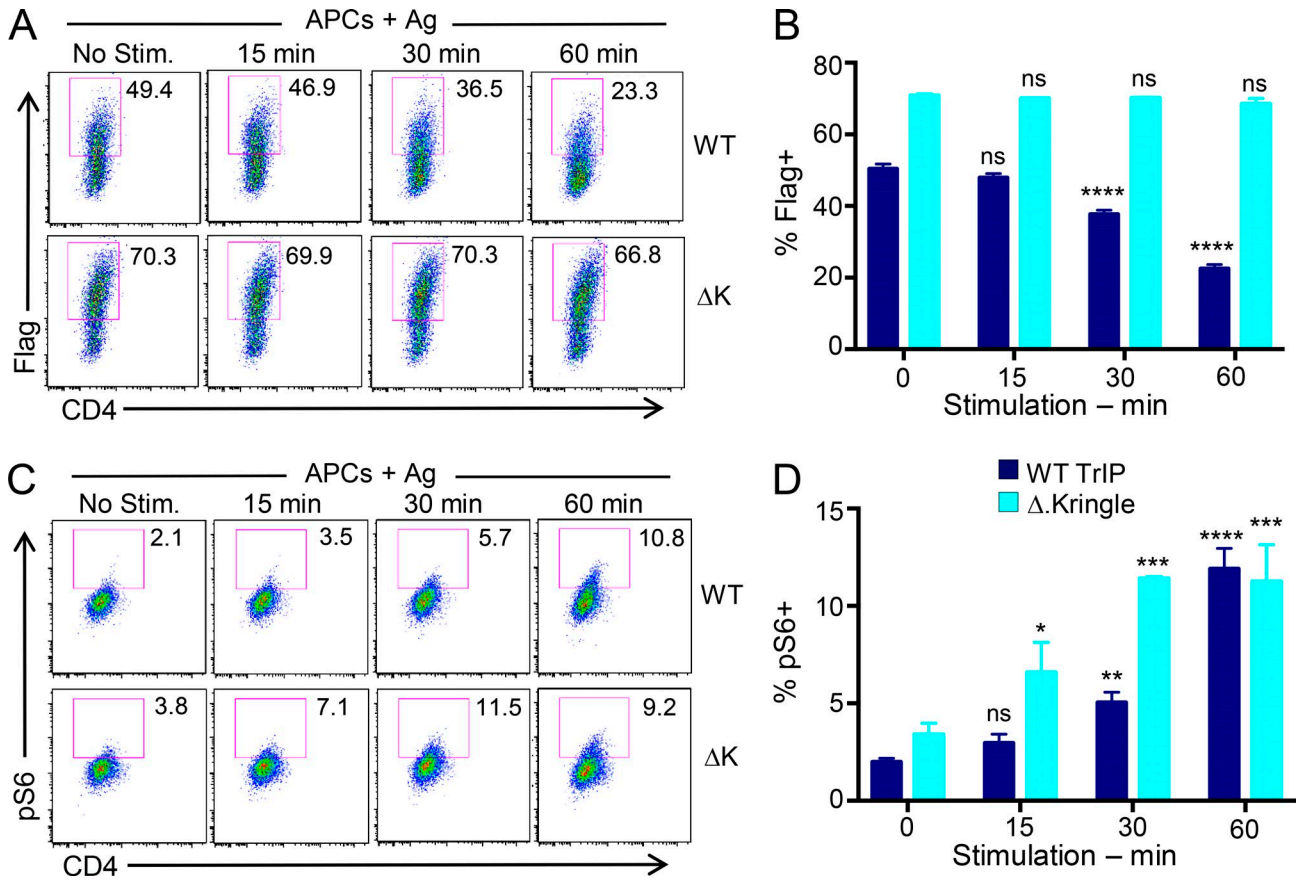 A
APCs + Ag
No Stim. 15 min 30 min 60 min
49.4 46.9 36.5 23.3
WT
70.3 69.9 70.3 66.8
ΔK
Flag
CD4
B
80
60
40
20
0
% Flag+
ns ns ns
ns **** ****
0 15 30 60
Stimulation – min
C
APCs + Ag
No Stim. 15 min 30 min 60 min
2.1 3.5 5.7 10.8
WT
3.8 7.1 11.5 9.2
ΔK
pS6
CD4
D
WT TrIP
Δ.Kringle
15
10
5
0
% pS6+
ns * ** *** **** ***
0 15 30 60
Stimulation – min